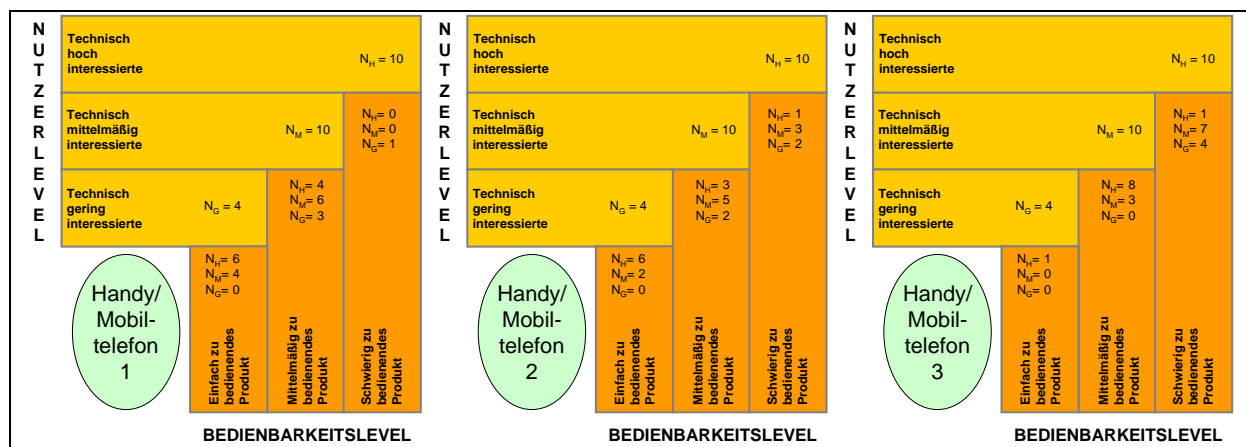 NUTZERLEVEL
Technisch
hoch
interessierte
N_H = 10
Technisch
mittelmäßig
interessierte
N_M = 10
N_H= 0
N_M= 0
N_G= 1
Technisch
gering
interessierte
N_G = 4
N_H= 4
N_M= 6
N_G= 3
N_H= 6
N_M= 4
N_G= 0
Handy/
Mobil-
telefon
1
Einfach zu
bedienendes
Produkt
Mittelmäßig zu
bedienendes
Produkt
Schwierig zu
bedienendes
Produkt
BEDIENBARKEITSLEVEL
NUTZERLEVEL
Technisch
hoch
interessierte
N_H = 10
Technisch
mittelmäßig
interessierte
N_M = 10
N_H= 1
N_M= 3
N_G= 2
Technisch
gering
interessierte
N_G = 4
N_H= 3
N_M= 5
N_G= 2
N_H= 6
N_M= 2
N_G= 0
Handy/
Mobil-
telefon
2
Einfach zu
bedienendes
Produkt
Mittelmäßig zu
bedienendes
Produkt
Schwierig zu
bedienendes
Produkt
BEDIENBARKEITSLEVEL
NUTZERLEVEL
Technisch
hoch
interessierte
N_H = 10
Technisch
mittelmäßig
interessierte
N_M = 10
N_H= 1
N_M= 7
N_G= 4
Technisch
gering
interessierte
N_G = 4
N_H= 8
N_M= 3
N_G= 0
N_H= 1
N_M= 0
N_G= 0
Handy/
Mobil-
telefon
3
Einfach zu
bedienendes
Produkt
Mittelmäßig zu
bedienendes
Produkt
Schwierig zu
bedienendes
Produkt
BEDIENBARKEITSLEVEL